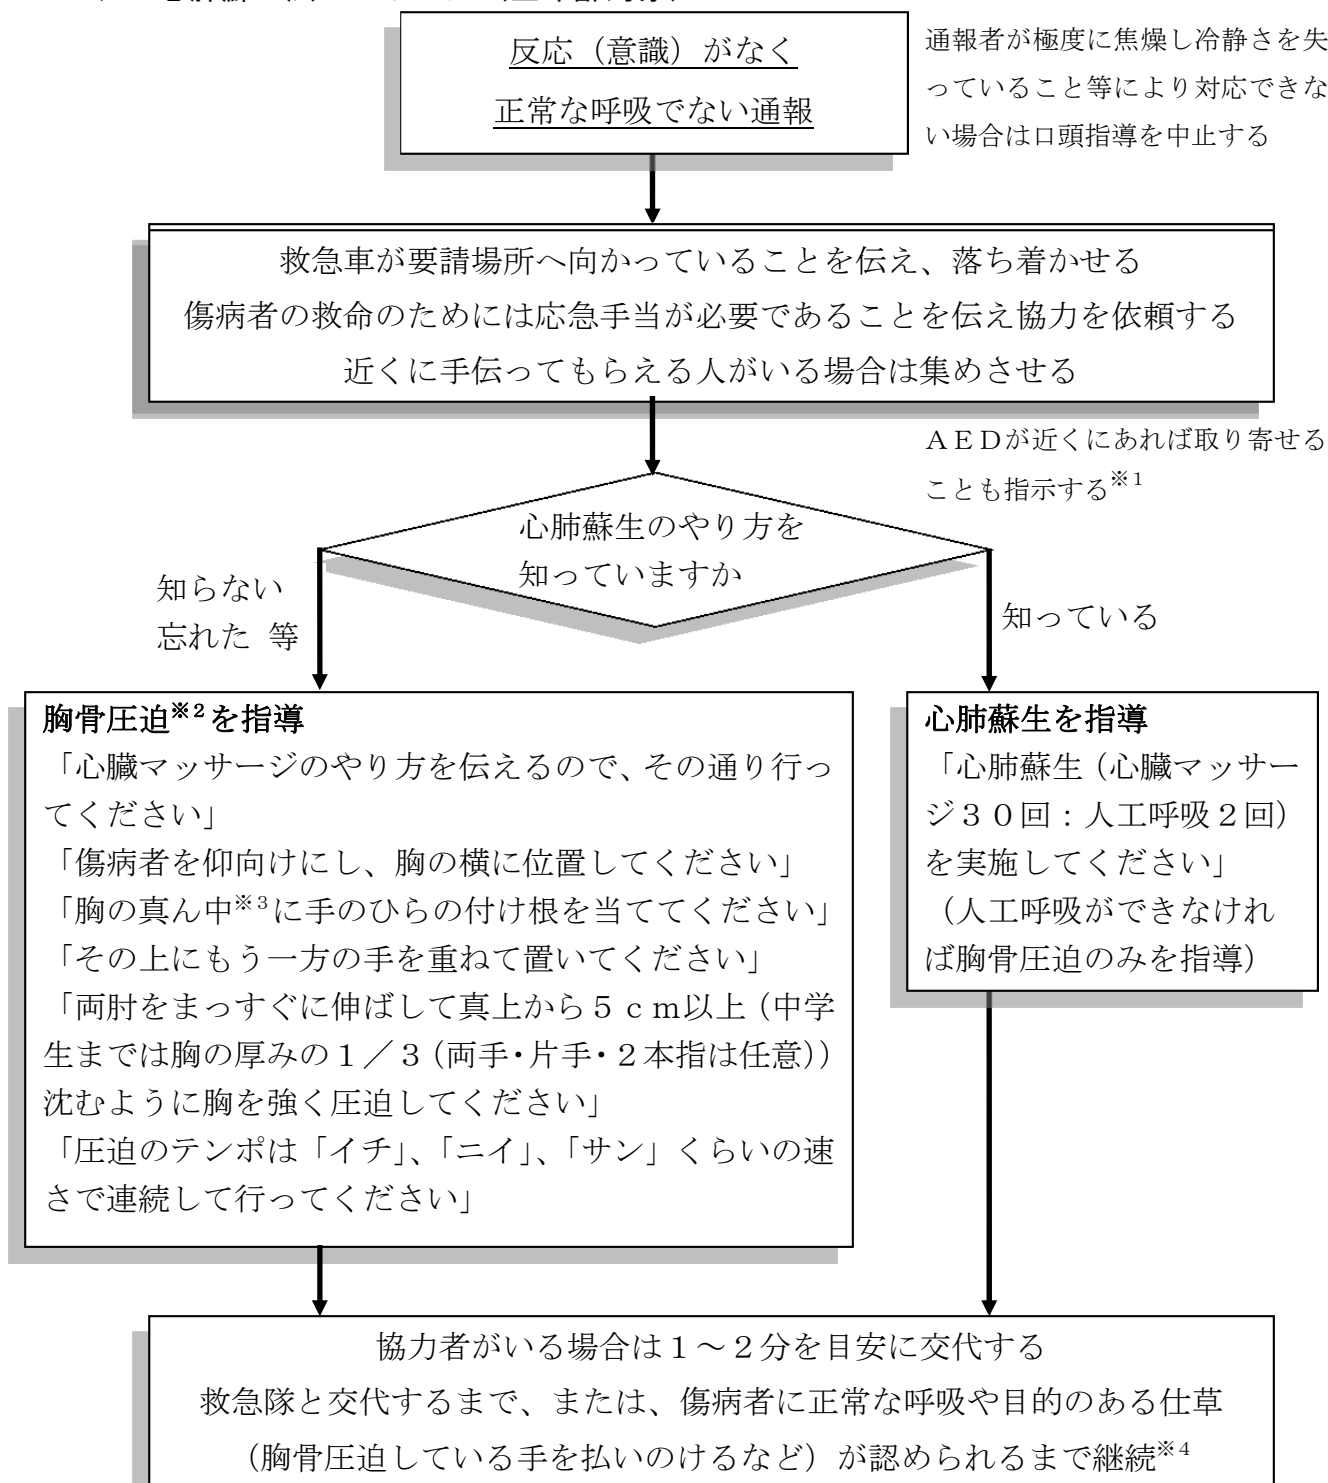 反応（意識）がなく
正常な呼吸でない通報
通報者が極度に焦燥し冷静さを失
っていること等により対応できな
い場合は口頭指導を中止する
救急車が要請場所へ向かっていることを伝え、落ち着かせる
傷病者の救命のためには応急手当が必要であることを伝え協力を依頼する
近くに手伝ってもらえる人がいる場合は集めさせる
ＡＥＤが近くにあれば取り寄せる
ことも指示する※１
心肺蘇生のやり方を
知っていますか
知らない
忘れた 等
知っている
胸骨圧迫※２を指導
「心臓マッサージのやり方を伝えるので、その通り行っ
てください」
「傷病者を仰向けにし、胸の横に位置してください」
「胸の真ん中※３に手のひらの付け根を当ててください」
「その上にもう一方の手を重ねて置いてください」
「両肘をまっすぐに伸ばして真上から５ｃｍ以上（中学
生までは胸の厚みの１／３（両手・片手・２本指は任意））
沈むように胸を強く圧迫してください」
「圧迫のテンポは「イチ」、「ニイ」、「サン」くらいの速
さで連続して行ってください」
心肺蘇生を指導
「心肺蘇生（心臓マッサー
ジ３０回：人工呼吸２回）
を実施してください」
（人工呼吸ができなけれ
ば胸骨圧迫のみを指導）
協力者がいる場合は１～２分を目安に交代する
救急隊と交代するまで、または、傷病者に正常な呼吸や目的のある仕草
（胸骨圧迫している手を払いのけるなど）が認められるまで継続※４